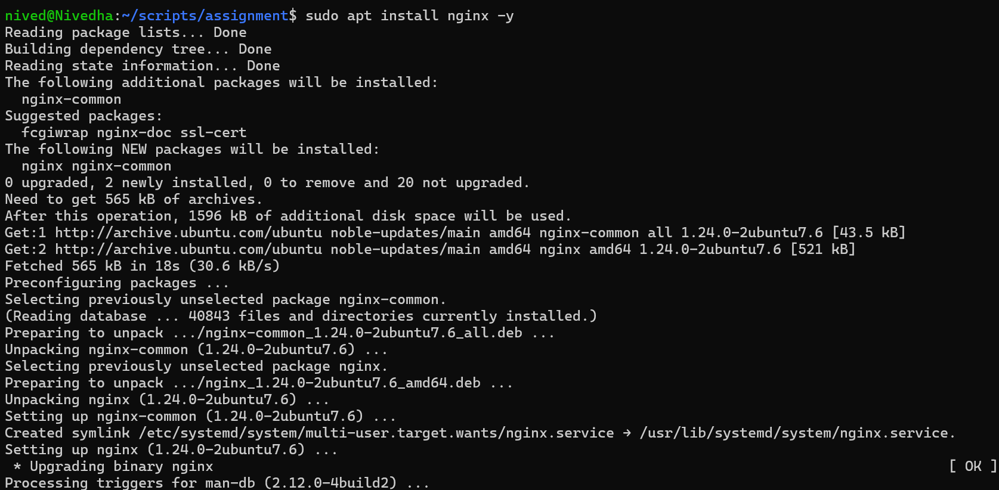 nived@Nivedha:~/scripts/assignment$ sudo apt install nginx -y
Reading package lists... Done
Building dependency tree... Done
Reading state information... Done
The following additional packages will be installed:
  nginx-common
Suggested packages:
  fcgiwrap nginx-doc ssl-cert
The following NEW packages will be installed:
  nginx nginx-common
0 upgraded, 2 newly installed, 0 to remove and 20 not upgraded.
Need to get 565 kB of archives.
After this operation, 1596 kB of additional disk space will be used.
Get:1 http://archive.ubuntu.com/ubuntu noble-updates/main amd64 nginx-common all 1.24.0-2ubuntu7.6 [43.5 kB]
Get:2 http://archive.ubuntu.com/ubuntu noble-updates/main amd64 nginx amd64 1.24.0-2ubuntu7.6 [521 kB]
Fetched 565 kB in 18s (30.6 kB/s)
Preconfiguring packages ...
Selecting previously unselected package nginx-common.
(Reading database ... 40843 files and directories currently installed.)
Preparing to unpack .../nginx-common_1.24.0-2ubuntu7.6_all.deb ...
Unpacking nginx-common (1.24.0-2ubuntu7.6) ...
Selecting previously unselected package nginx.
Preparing to unpack .../nginx_1.24.0-2ubuntu7.6_amd64.deb ...
Unpacking nginx (1.24.0-2ubuntu7.6) ...
Setting up nginx-common (1.24.0-2ubuntu7.6) ...
Created symlink /etc/systemd/system/multi-user.target.wants/nginx.service → /usr/lib/systemd/system/nginx.service.
Setting up nginx (1.24.0-2ubuntu7.6) ...
 * Upgrading binary nginx [ OK ]
Processing triggers for man-db (2.12.0-4build2) ...